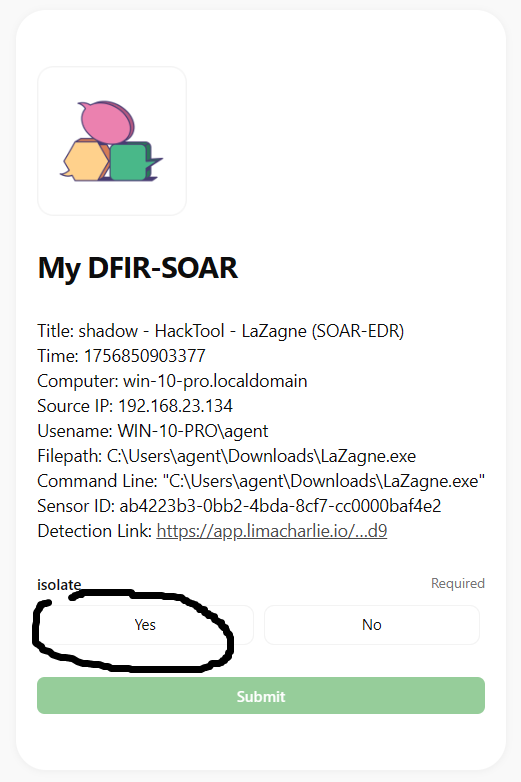 My DFIR-SOAR
Title: shadow - HackTool - LaZagne (SOAR-EDR)
Time: 1756850903377
Computer: win-10-pro.localdomain
Source IP: 192.168.23.134
Usename: WIN-10-PRO\agent
Filepath: C:\Users\agent\Downloads\LaZagne.exe
Command Line: "C:\Users\agent\Downloads\LaZagne.exe"
Sensor ID: ab4223b3-0bb2-4bda-8cf7-cc0000baf4e2
Detection Link: https://app.limacharlie.io/...d9
isolate Required
Yes No
Submit